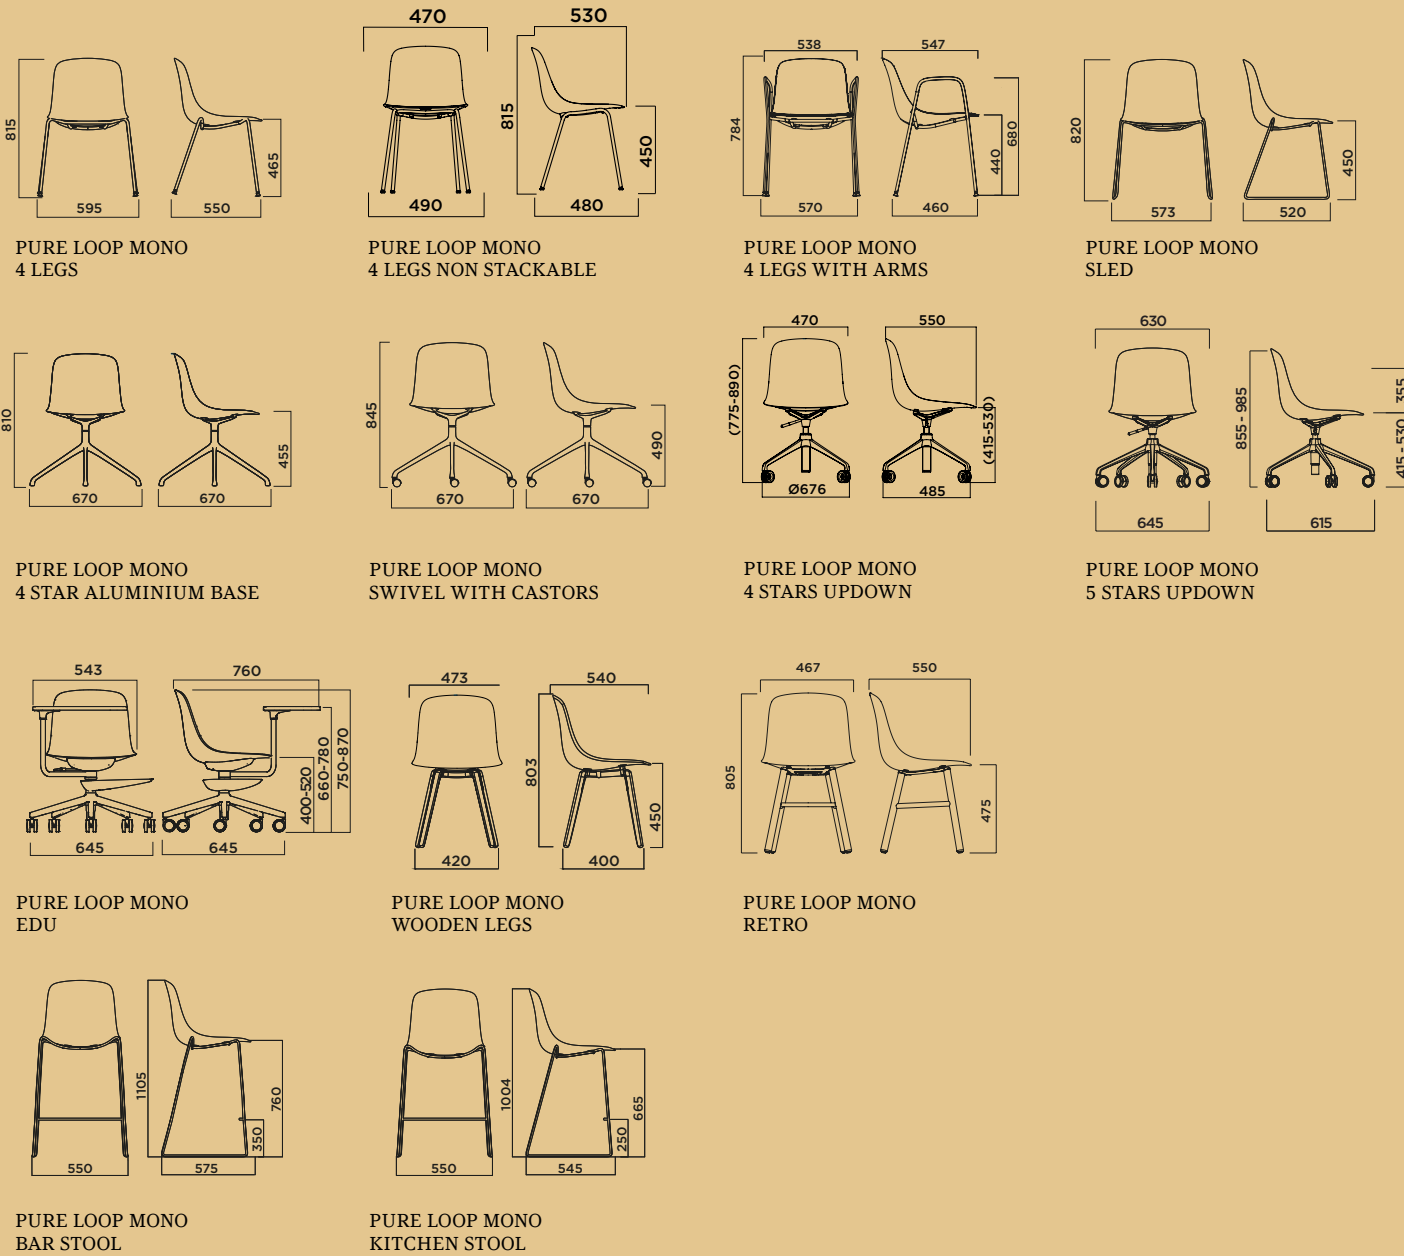 815
595
465
550
PURE LOOP MONO
4 LEGS
470
530
815
450
490
480
PURE LOOP MONO
4 LEGS NON STACKABLE
538
547
784
440
680
570
460
PURE LOOP MONO
4 LEGS WITH ARMS
820
450
573
520
PURE LOOP MONO
SLED
810
455
670
670
PURE LOOP MONO
4 STAR ALUMINIUM BASE
845
490
670
670
PURE LOOP MONO
SWIVEL WITH CASTORS
470
550
(775-890)
(415-530)
Ø676
485
PURE LOOP MONO
4 STARS UPDOWN
630
855 - 985
355
415 - 530
645
615
PURE LOOP MONO
5 STARS UPDOWN
543
760
400-520
660-780
750-870
645
645
PURE LOOP MONO
EDU
473
540
803
450
420
400
PURE LOOP MONO
WOODEN LEGS
467
550
805
475
PURE LOOP MONO
RETRO
1105
760
350
550
575
PURE LOOP MONO
BAR STOOL
1004
665
250
550
545
PURE LOOP MONO
KITCHEN STOOL